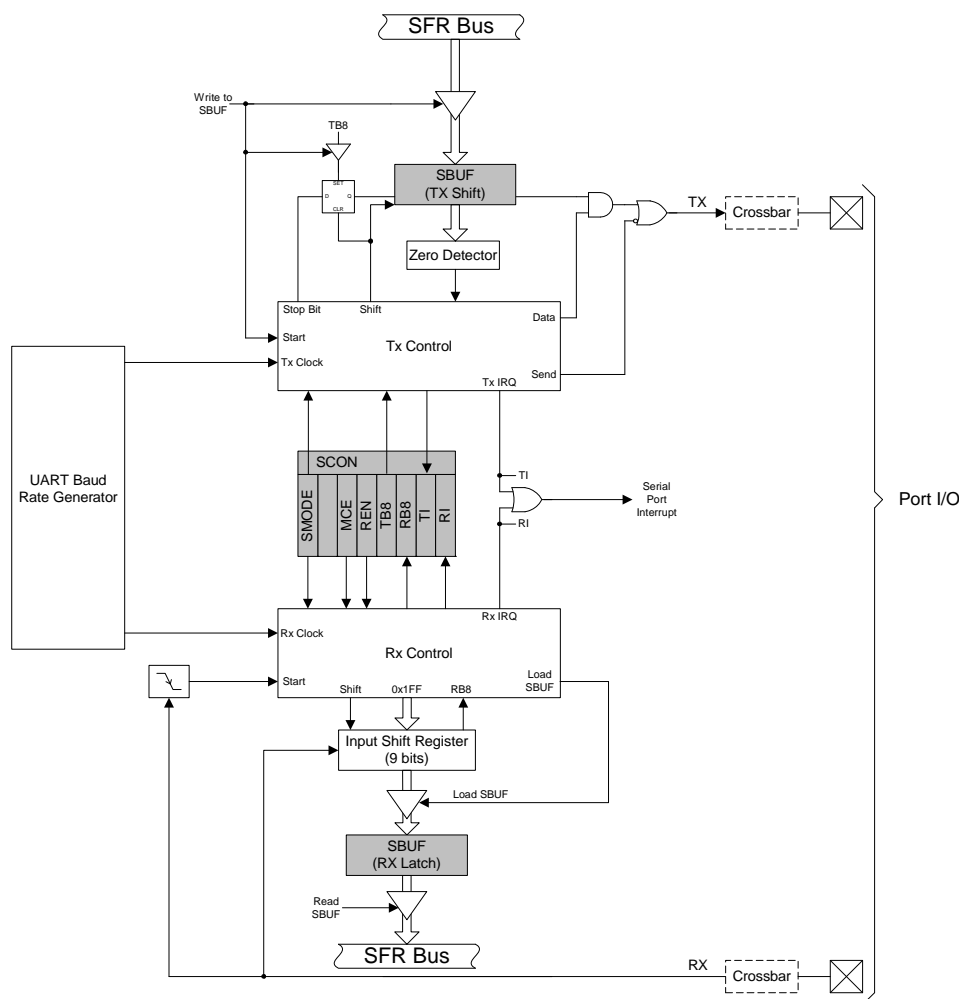 SFR Bus
Write to
SBUF
TB8
SET
D
Q
CLR
SBUF
(TX Shift)
TX
Crossbar
Zero Detector
Stop Bit
Shift
Start
Data
Tx Clock
Tx Control
Send
Tx IRQ
UART Baud
Rate Generator
SCON
SMODE
MCE
REN
TB8
RB8
TI
RI
TI
RI
Serial
Port
Interrupt
Port I/O
Rx IRQ
Rx Clock
Rx Control
Start
Load
SBUF
Shift
0x1FF
RB8
Input Shift Register
(9 bits)
Load SBUF
SBUF
(RX Latch)
Read
SBUF
SFR Bus
RX
Crossbar